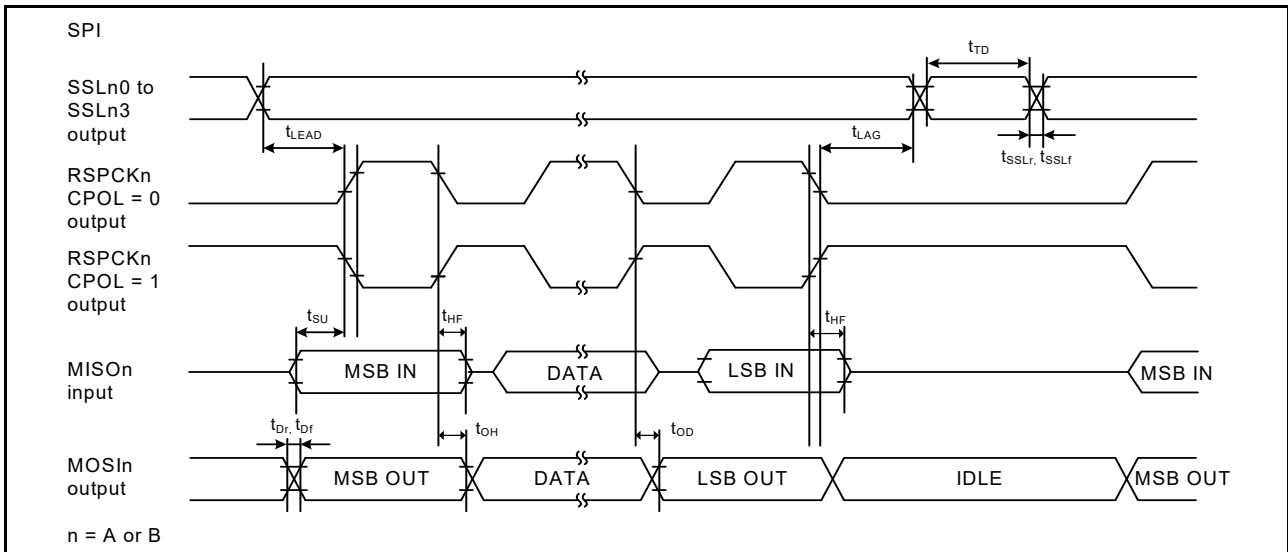 SPI
tTD
SSLn0 to
SSLn3
output
tLEAD
tLAG
tSSLr, tSSLf
RSPCKn
CPOL = 0
output
RSPCKn
CPOL = 1
output
tSU
tHF
tHF
MISOn
input
MSB IN
DATA
LSB IN
MSB IN
tDr, tDf
tOH
tOD
MOSIn
output
MSB OUT
DATA
LSB OUT
IDLE
MSB OUT
n = A or B